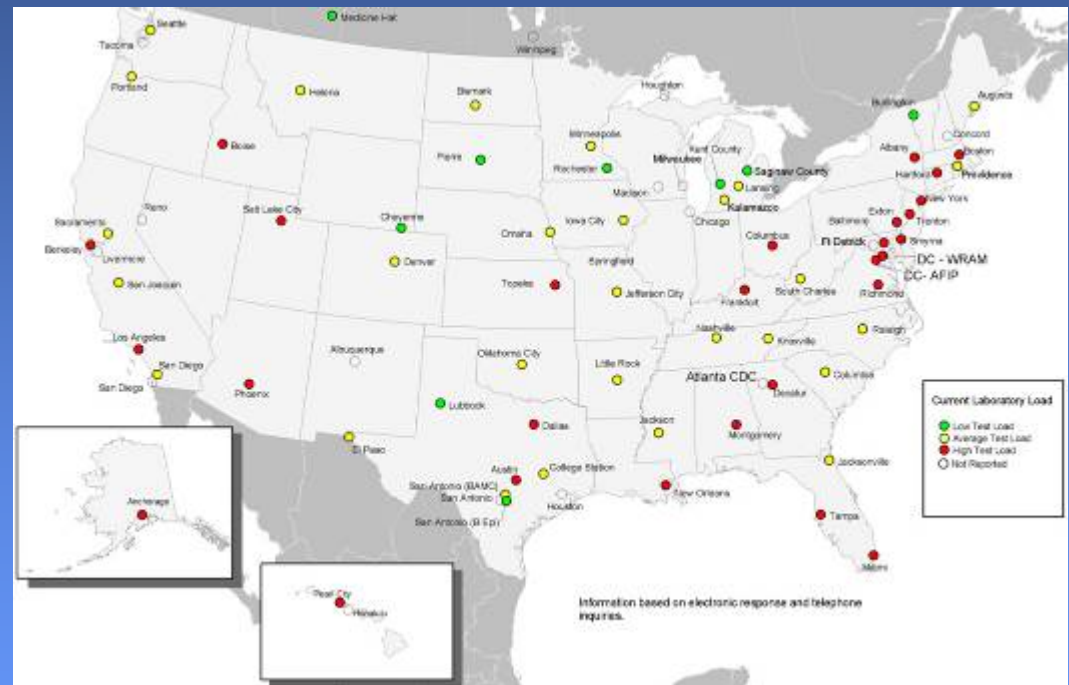 Medicine Hat
Seattle
Tacoma
Winnipeg
Portland
Helena
Bismark
Houghton
Burlington
Augusta
Minneapolis
Kent County
Concord
Boise
Pierre
Rochester
Milwaukee
Saginaw County
Albany
Boston
Madison
Lansing
Hartford
Providence
Reno
Salt Lake City
Cheyenne
Kalamazoo
New York
Sacramento
Iowa City
Chicago
Baltimore
Exton
Trenton
Omaha
Columbus
Berkeley
Livermore
Ft Detrick
Smyrna
Denver
Springfield
DC - WRAM
DC - AFIP
San Joaquin
Topeka
Jefferson City
Frankfort
South Charles
Richmond
Los Angeles
Nashville
Knoxville
Raleigh
Albuquerque
Oklahoma City
San Diego
Little Rock
San Diego
Phoenix
Atlanta CDC
Decatur
Columbia
Lubbock
Dallas
Jackson
Montgomery
El Paso
Current Laboratory Load
Low Test Load
Average Test Load
High Test Load
Not Reported
Austin
College Station
Jacksonville
San Antonio (BAMC)
San Antonio
Houston
New Orleans
San Antonio (B Ep)
Tampa
Anchorage
Miami
Pearl City
Honolulu
Information based on electronic response and telephone
inquiries.